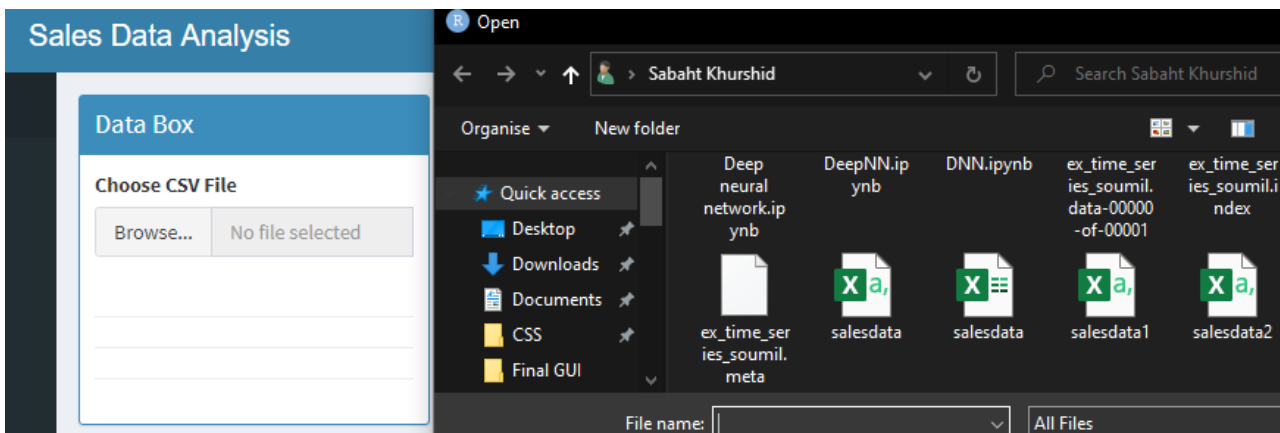 Sales Data Analysis
Data Box
Choose CSV File
Browse... No file selected
R Open
Sabaht Khurshid
Search Sabaht Khurshid
Organise New folder
Quick access
Desktop
Downloads
Documents
CSS
Final GUI
Deep
neural
network.ip
ynb
DeepNN.ip
ynb
DNN.ipynb
ex_time_ser
ies_soumil.
data-00000
-of-00001
ex_time_ser
ies_soumil.i
ndex
ex_time_ser
ies_soumil.
meta
X a,
salesdata
X
salesdata
X a,
salesdata1
X a,
salesdata2
File name:
All Files